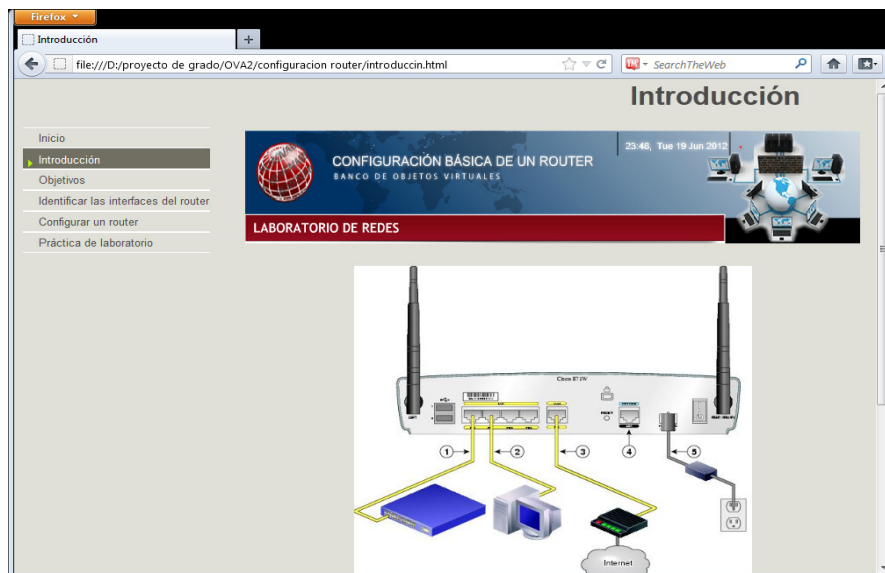 Firefox
Introducción
file:///D:/proyecto de grado/OVA2/configuracion router/introduccin.html
SearchTheWeb
Introducción
Inicio
Introducción
Objetivos
Identificar las interfaces del router
Configurar un router
Práctica de laboratorio
CONFIGURACIÓN BÁSICA DE UN ROUTER
BANCO DE OBJETOS VIRTUALES
23:48, Tue 19 Jun 2012
LABORATORIO DE REDES
RESET
1
2
3
4
5
Internet